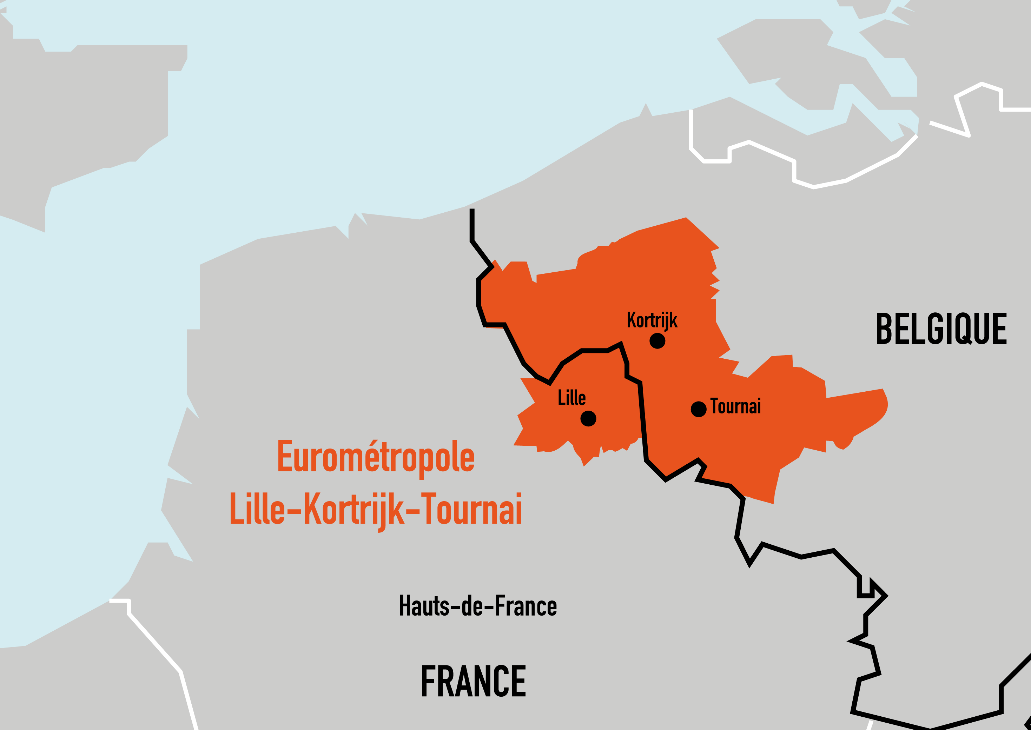 Kortrijk
BELGIQUE
Lille
Tournai
Eurométropole
Lille-Kortrijk-Tournai
Hauts-de-France
FRANCE